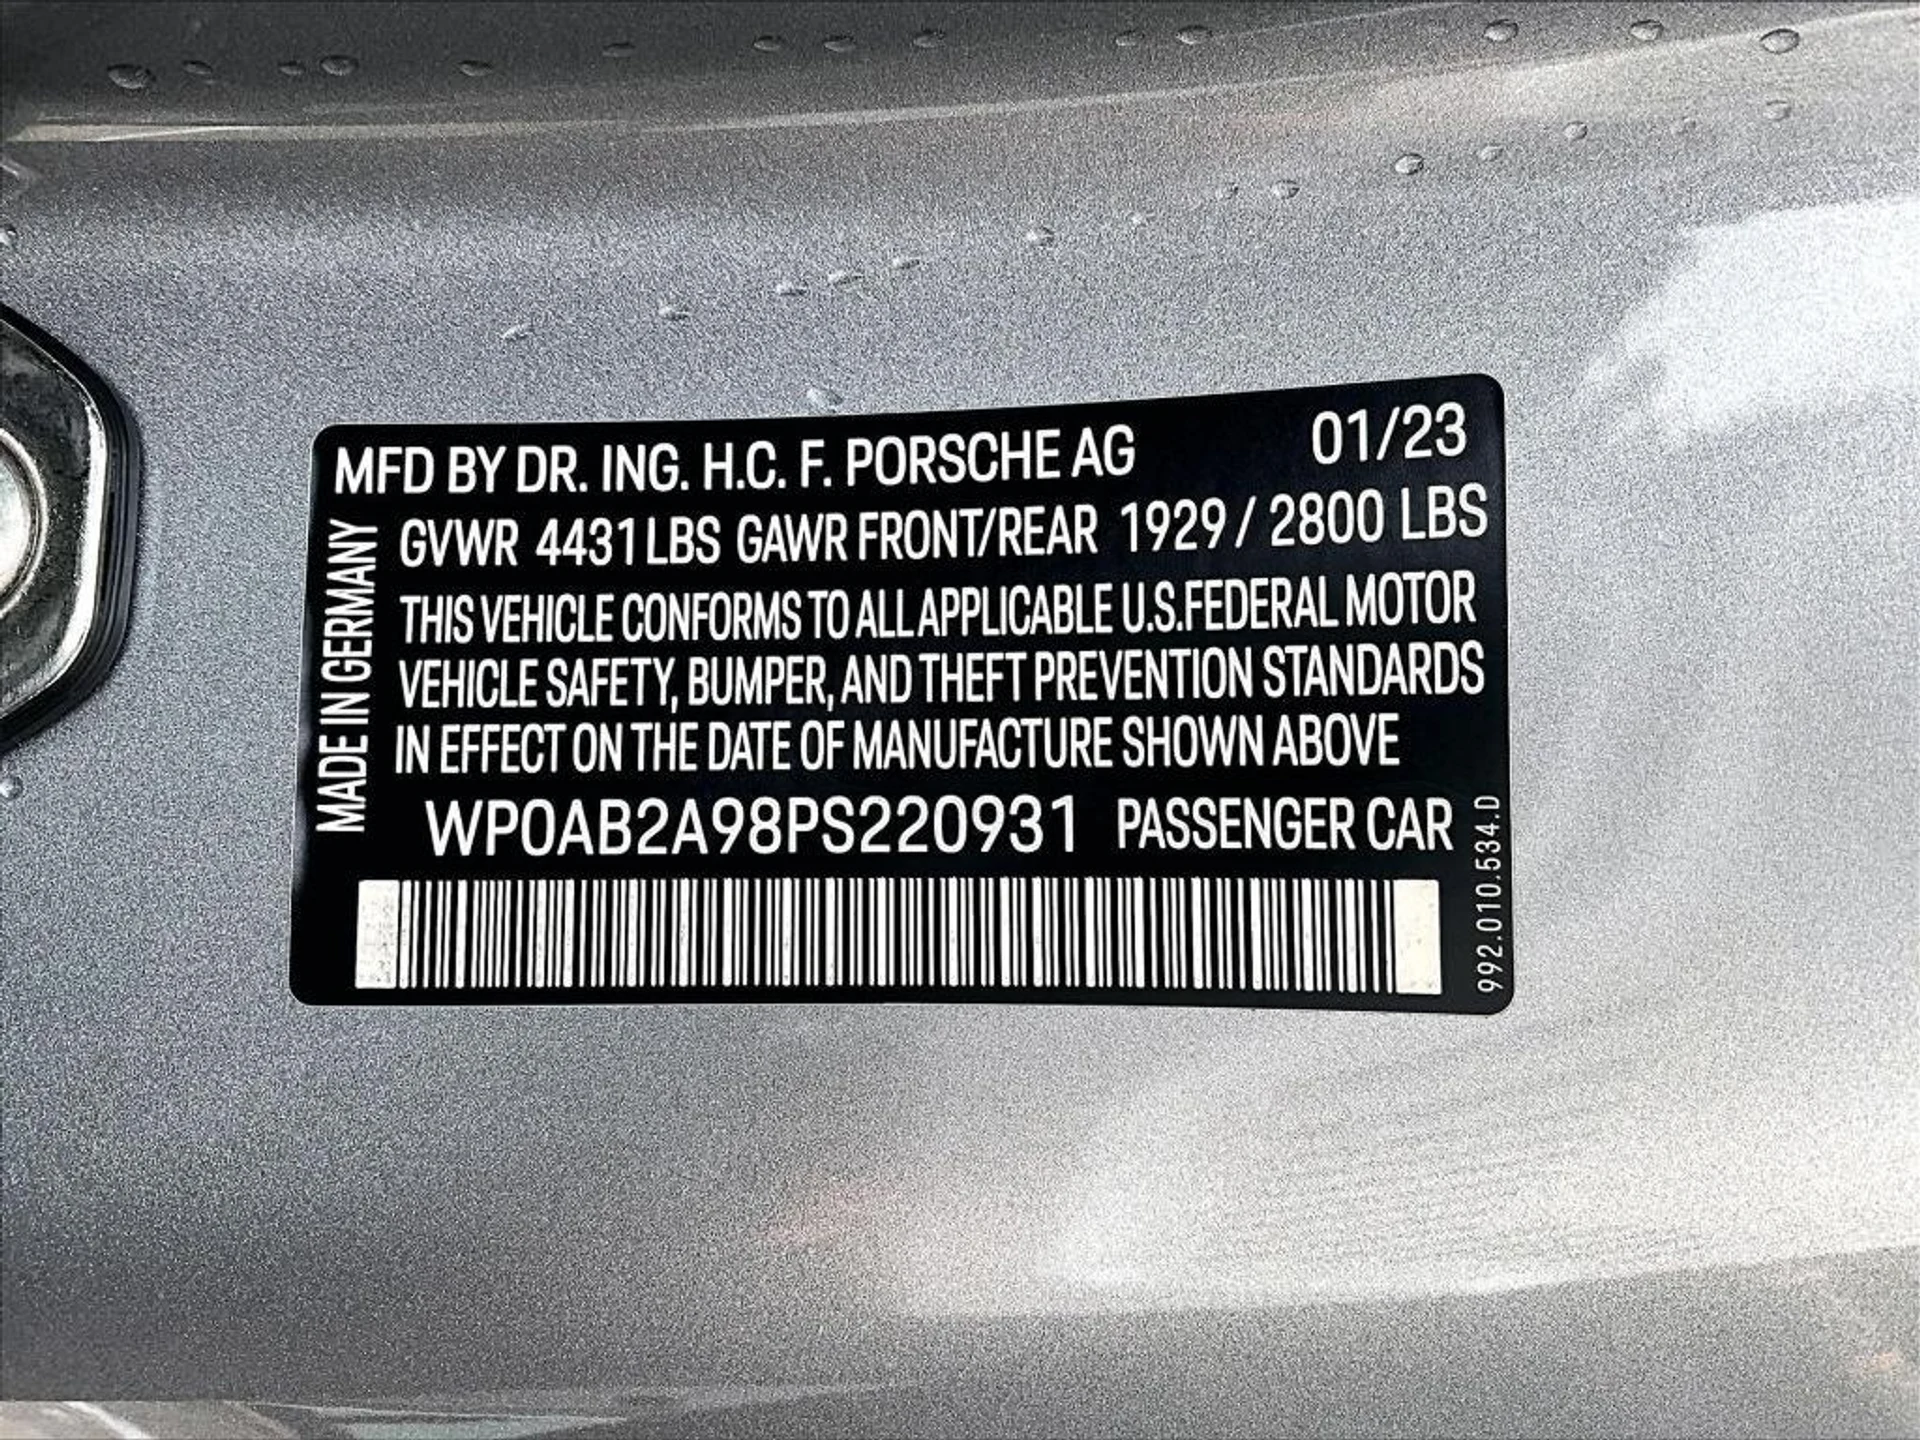 MFD BY DR. ING. H.C. F. PORSCHE AG 01/23
GVWR 4431 LBS GAWR FRONT/REAR 1929 / 2800 LBS
THIS VEHICLE CONFORMS TO ALL APPLICABLE U.S.FEDERAL MOTOR
VEHICLE SAFETY, BUMPER, AND THEFT PREVENTION STANDARDS
IN EFFECT ON THE DATE OF MANUFACTURE SHOWN ABOVE
WP0AB2A98PS220931 PASSENGER CAR
MADE IN GERMANY
992.010.534.D